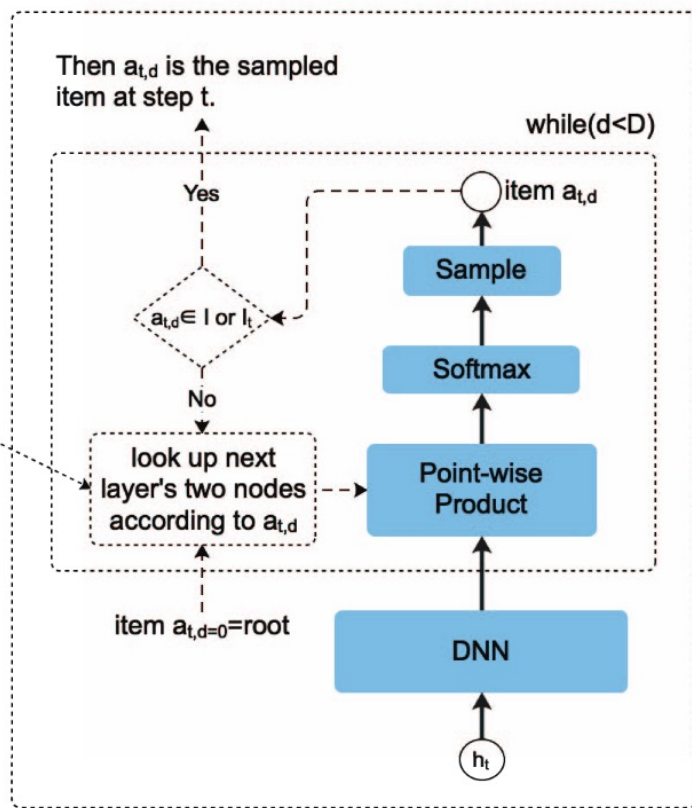 Then a_{t,d} is the sampled
item at step t.
while(d<D)
Yes
item a_{t,d}
Sample
a_{t,d}∈ I or I_t
Softmax
No
look up next
layer's two nodes
according to a_{t,d}
Point-wise
Product
item a_{t,d=0}=root
DNN
h_t